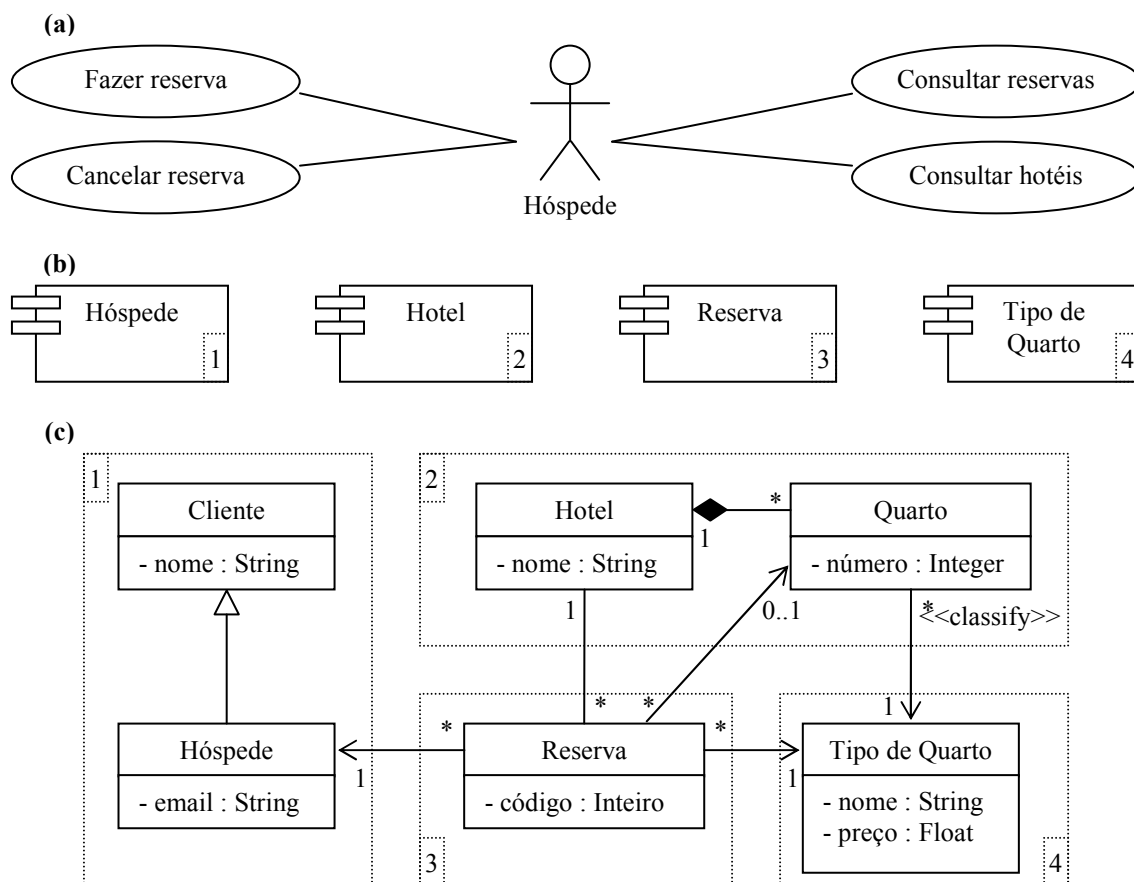 (a)
Fazer reserva
Consultar reservas
Cancelar reserva
Consultar hotéis
Hóspede
(b)
Hóspede
1
Hotel
2
Reserva
3
Tipo de
Quarto
4
(c)
1
Cliente
- nome : String
2
Hotel
- nome : String
1
*
Quarto
- número : Integer
1
0..1
*
<<classify>>
*
*
*
*
1
1
1
Hóspede
- email : String
Reserva
- código : Inteiro
Tipo de Quarto
- nome : String
- preço : Float
3
4